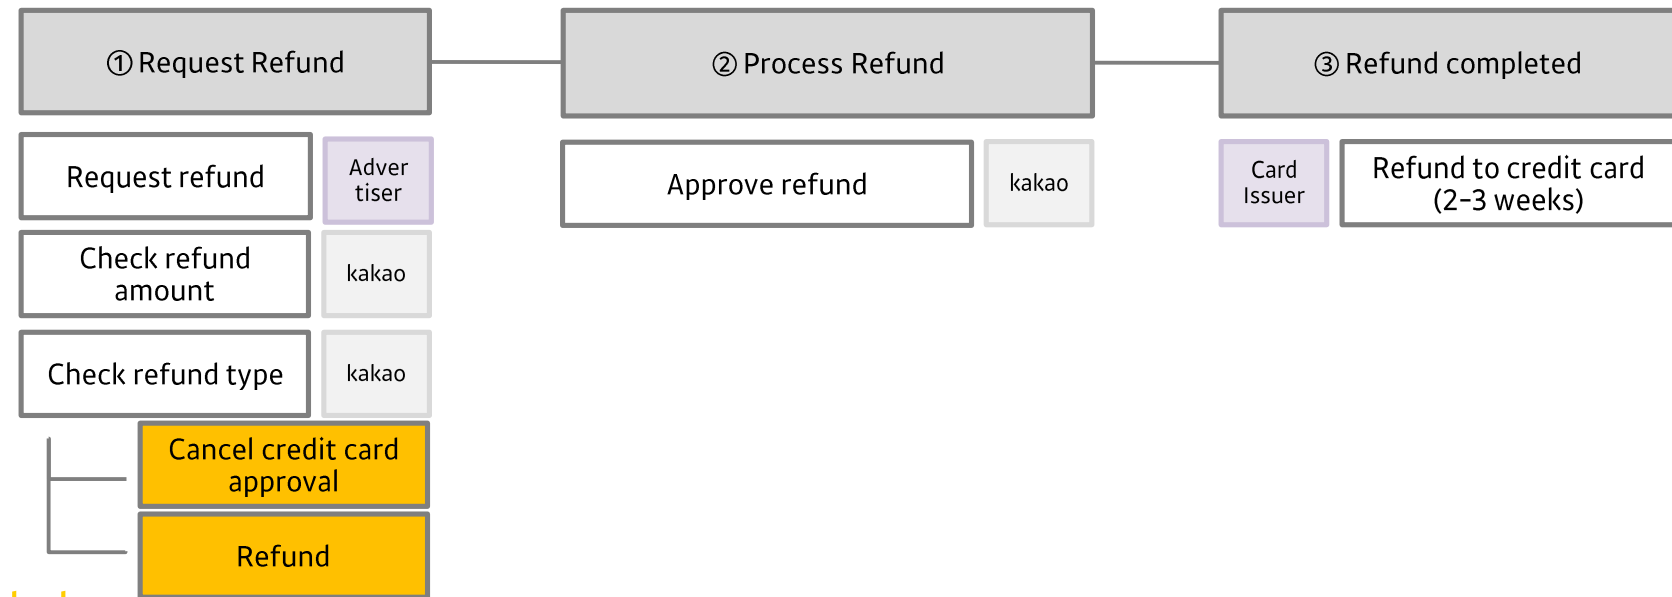 ① Request Refund
② Process Refund
③ Refund completed
Request refund
Adver
tiser
Approve refund
kakao
Card
Issuer
Refund to credit card
(2-3 weeks)
Check refund
amount
kakao
Check refund type
kakao
Cancel credit card
approval
Refund